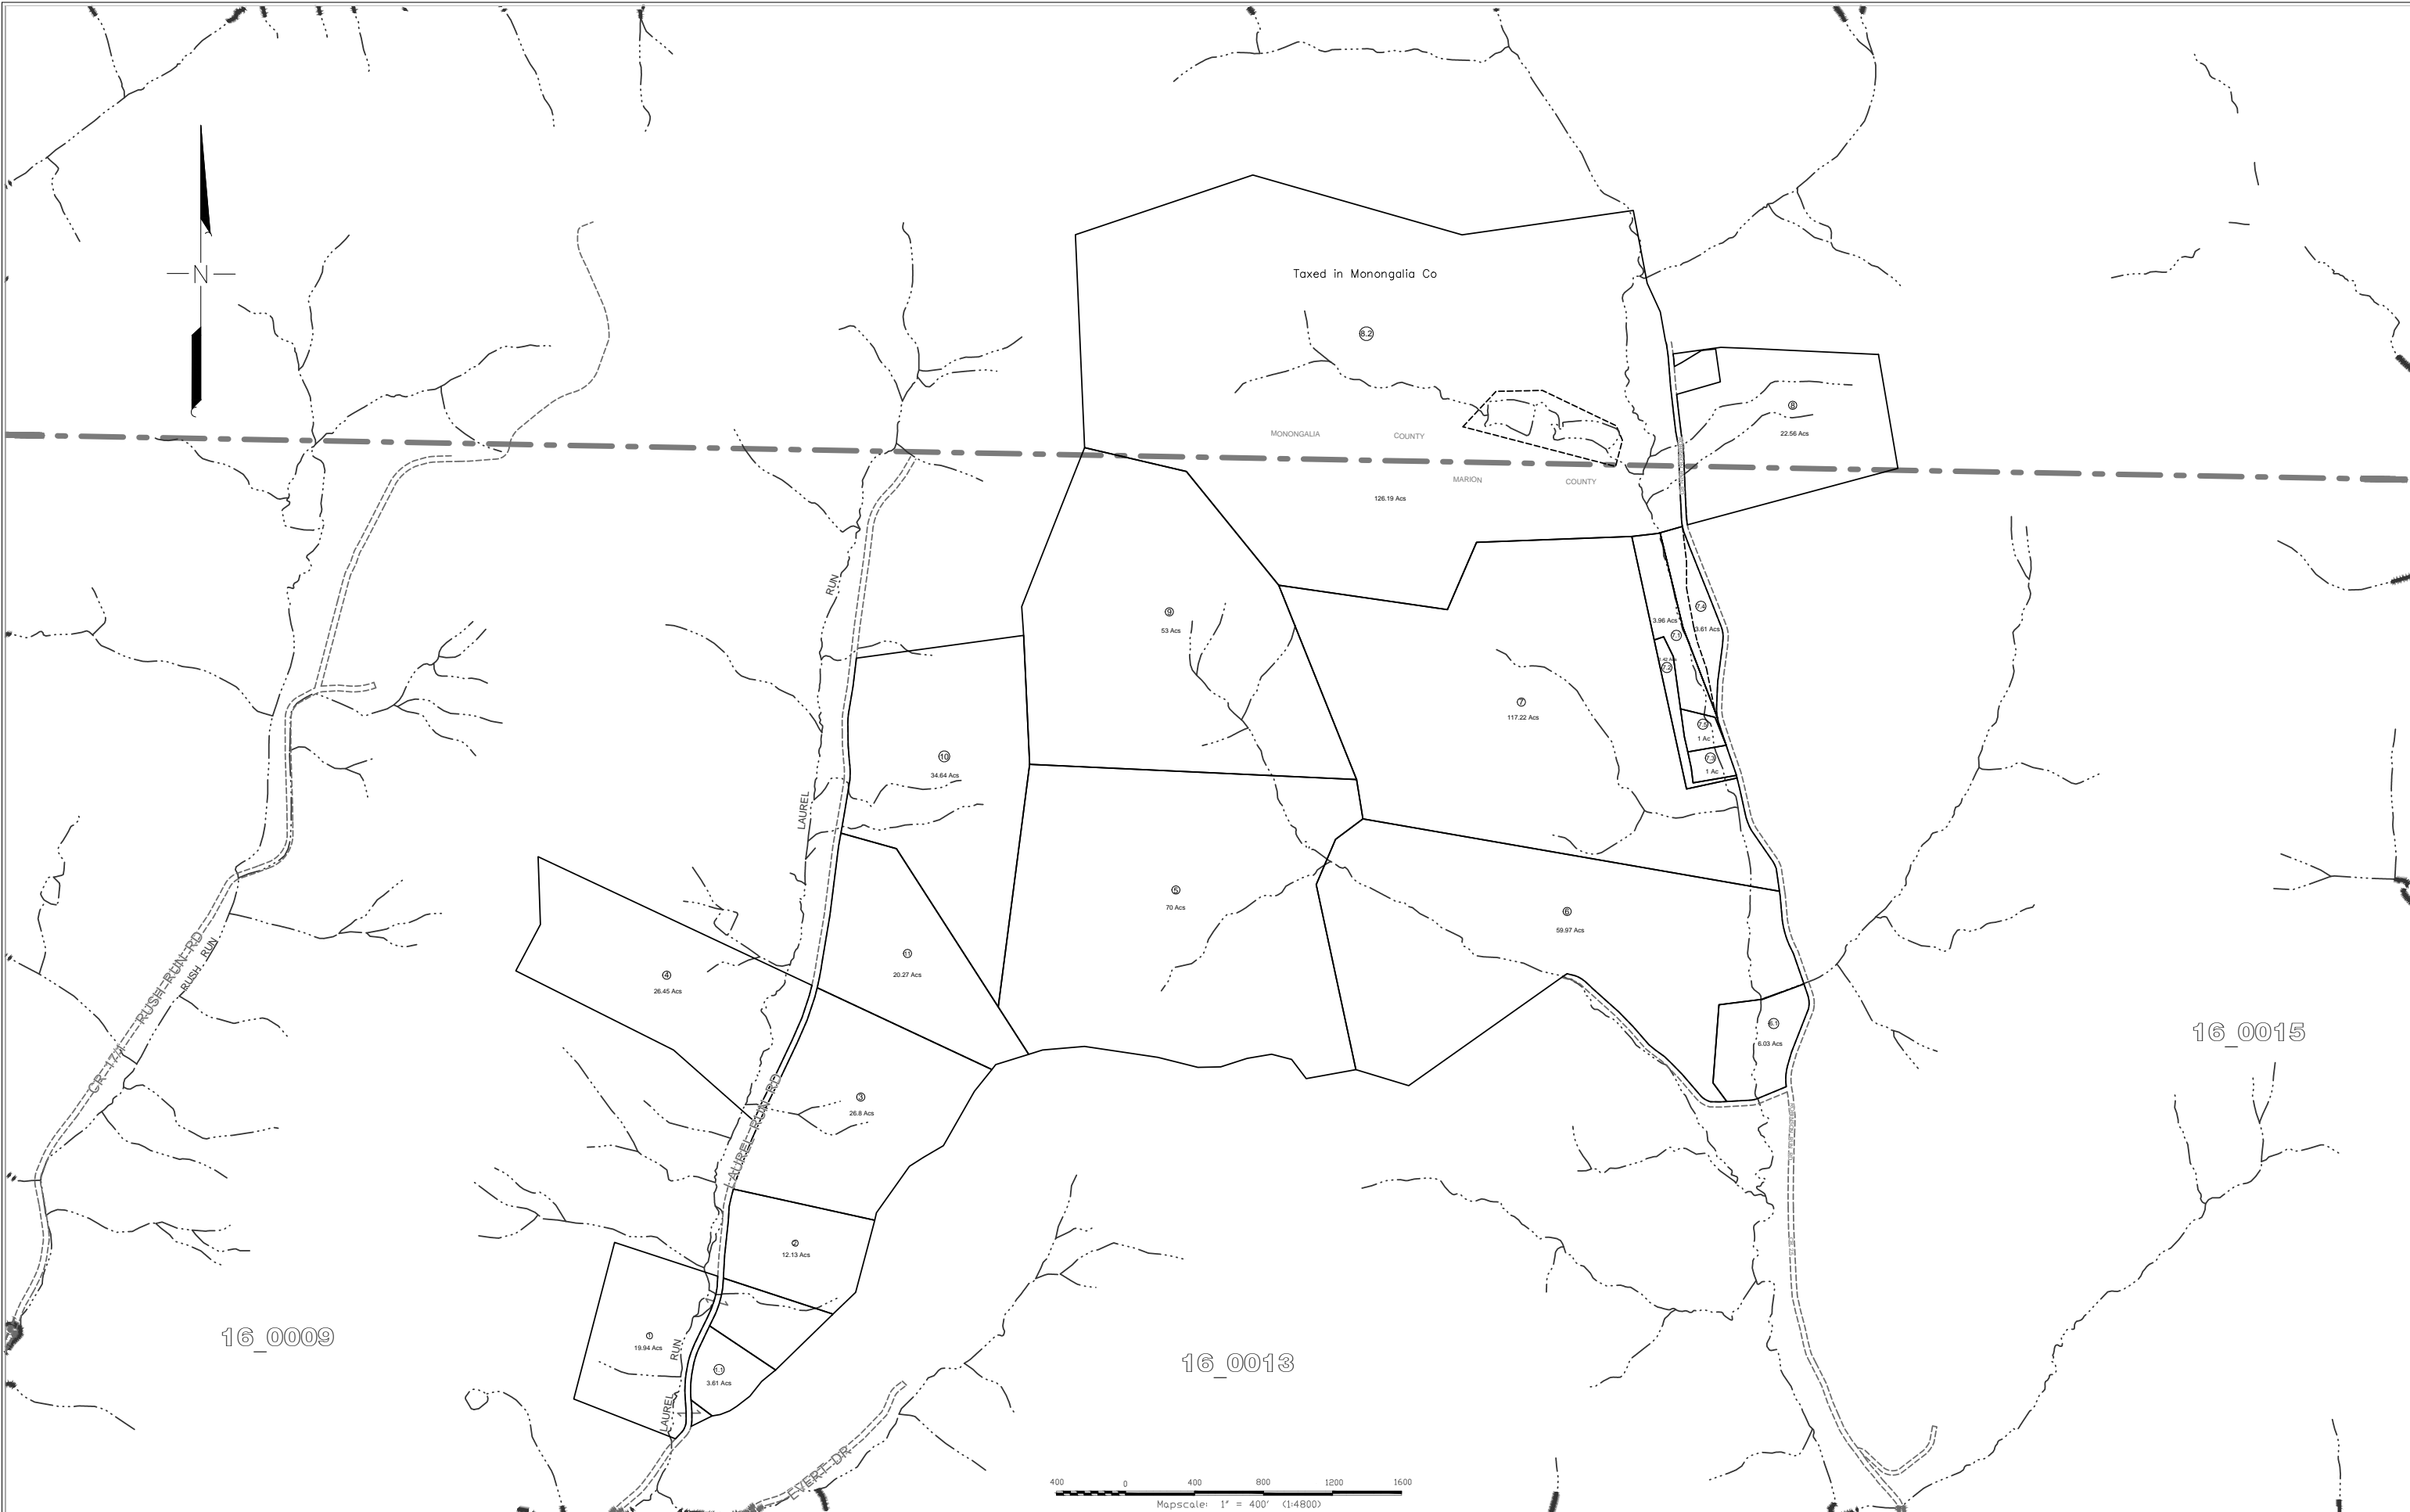 N
Taxed in Monongalia Co
8.2
8
22.56 Acs
MONONGALIA COUNTY
MARION COUNTY
126.19 Acs
RUN
9
53 Acs
3.96 Acs
7.1
7.4
3.61 Acs
7.2
7
117.22 Acs
7.5
1 Ac
7.3
1 Ac
10
34.64 Acs
LAUREL
5
70 Acs
6
59.97 Acs
RUSH RUN RD
RUSH RUN
11
20.27 Acs
4
26.45 Acs
6.1
6.03 Acs
16_0015
3
26.8 Acs
LAUREL RUN RD
2
12.13 Acs
16_0009
1
19.94 Acs
RUN
LAUREL
1.1
3.61 Acs
16_0013
EVERT DR
400 0 400 800 1200 1600
Mapscale: 1" = 400' (1:4800)